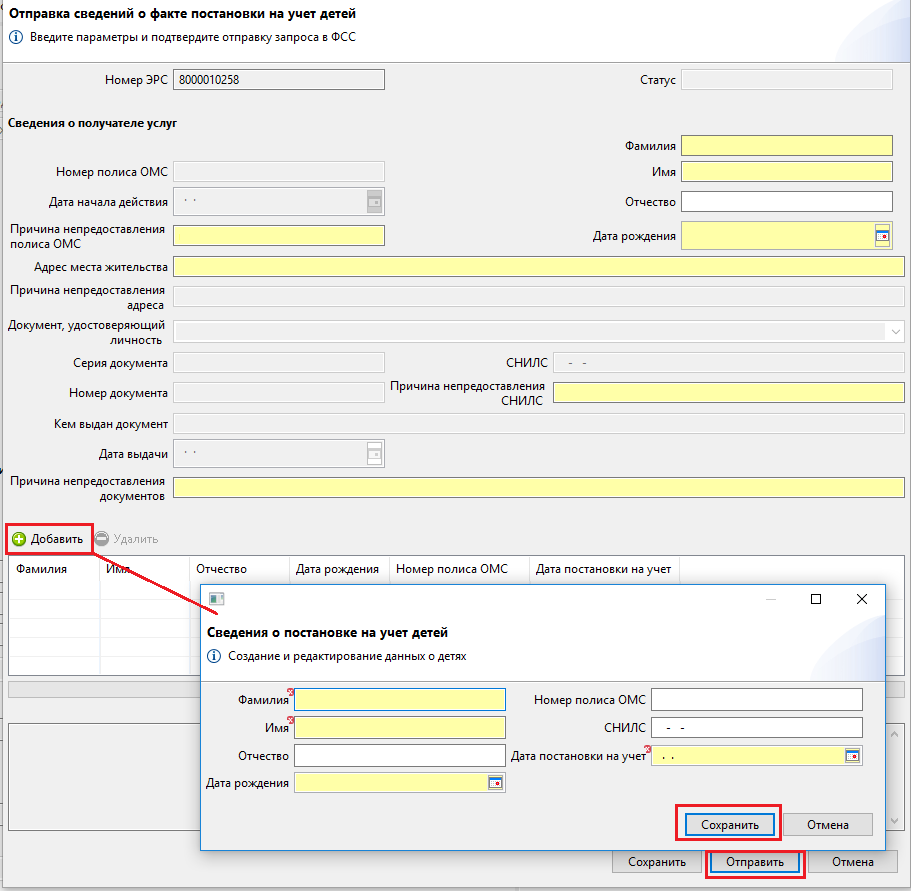 Отправка сведений о факте постановки на учет детей
Введите параметры и подтвердите отправку запроса в ФСС
Номер ЭРС 8000010258 Статус
Сведения о получателе услуг
Фамилия
Номер полиса ОМС Имя
Дата начала действия . . Отчество
Причина непредоставления
полиса ОМС Дата рождения
Адрес места жительства
Причина непредоставления
адреса
Документ, удостоверяющий
личность
Серия документа СНИЛС - -
Номер документа Причина непредоставления
СНИЛС
Кем выдан документ
Дата выдачи . .
Причина непредоставления
документов
Добавить Удалить
Фамилия Имя Отчество Дата рождения Номер полиса ОМС Дата постановки на учет
Сведения о постановке на учет детей
Создание и редактирование данных о детях
Фамилия Номер полиса ОМС
Имя СНИЛС - -
Отчество Дата постановки на учет . .
Дата рождения
Сохранить Отмена
Сохранить Отправить Отмена